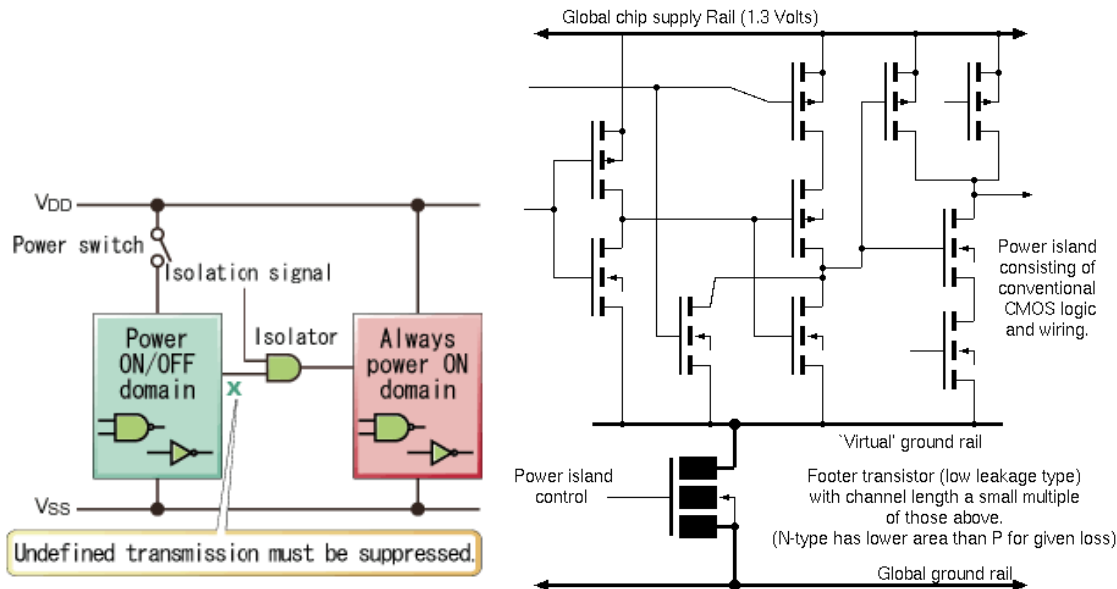 VDD
Power switch
Isolation signal
Isolator
Power
ON/OFF
domain
x
Always
power ON
domain
VSS
Undefined transmission must be suppressed.
Global chip supply Rail (1.3 Volts)
Power island
consisting of
conventional
CMOS logic
and wiring.
`Virtual' ground rail
Power island
control
Footer transistor (low leakage type)
with channel length a small multiple
of those above.
(N-type has lower area than P for given loss)
Global ground rail